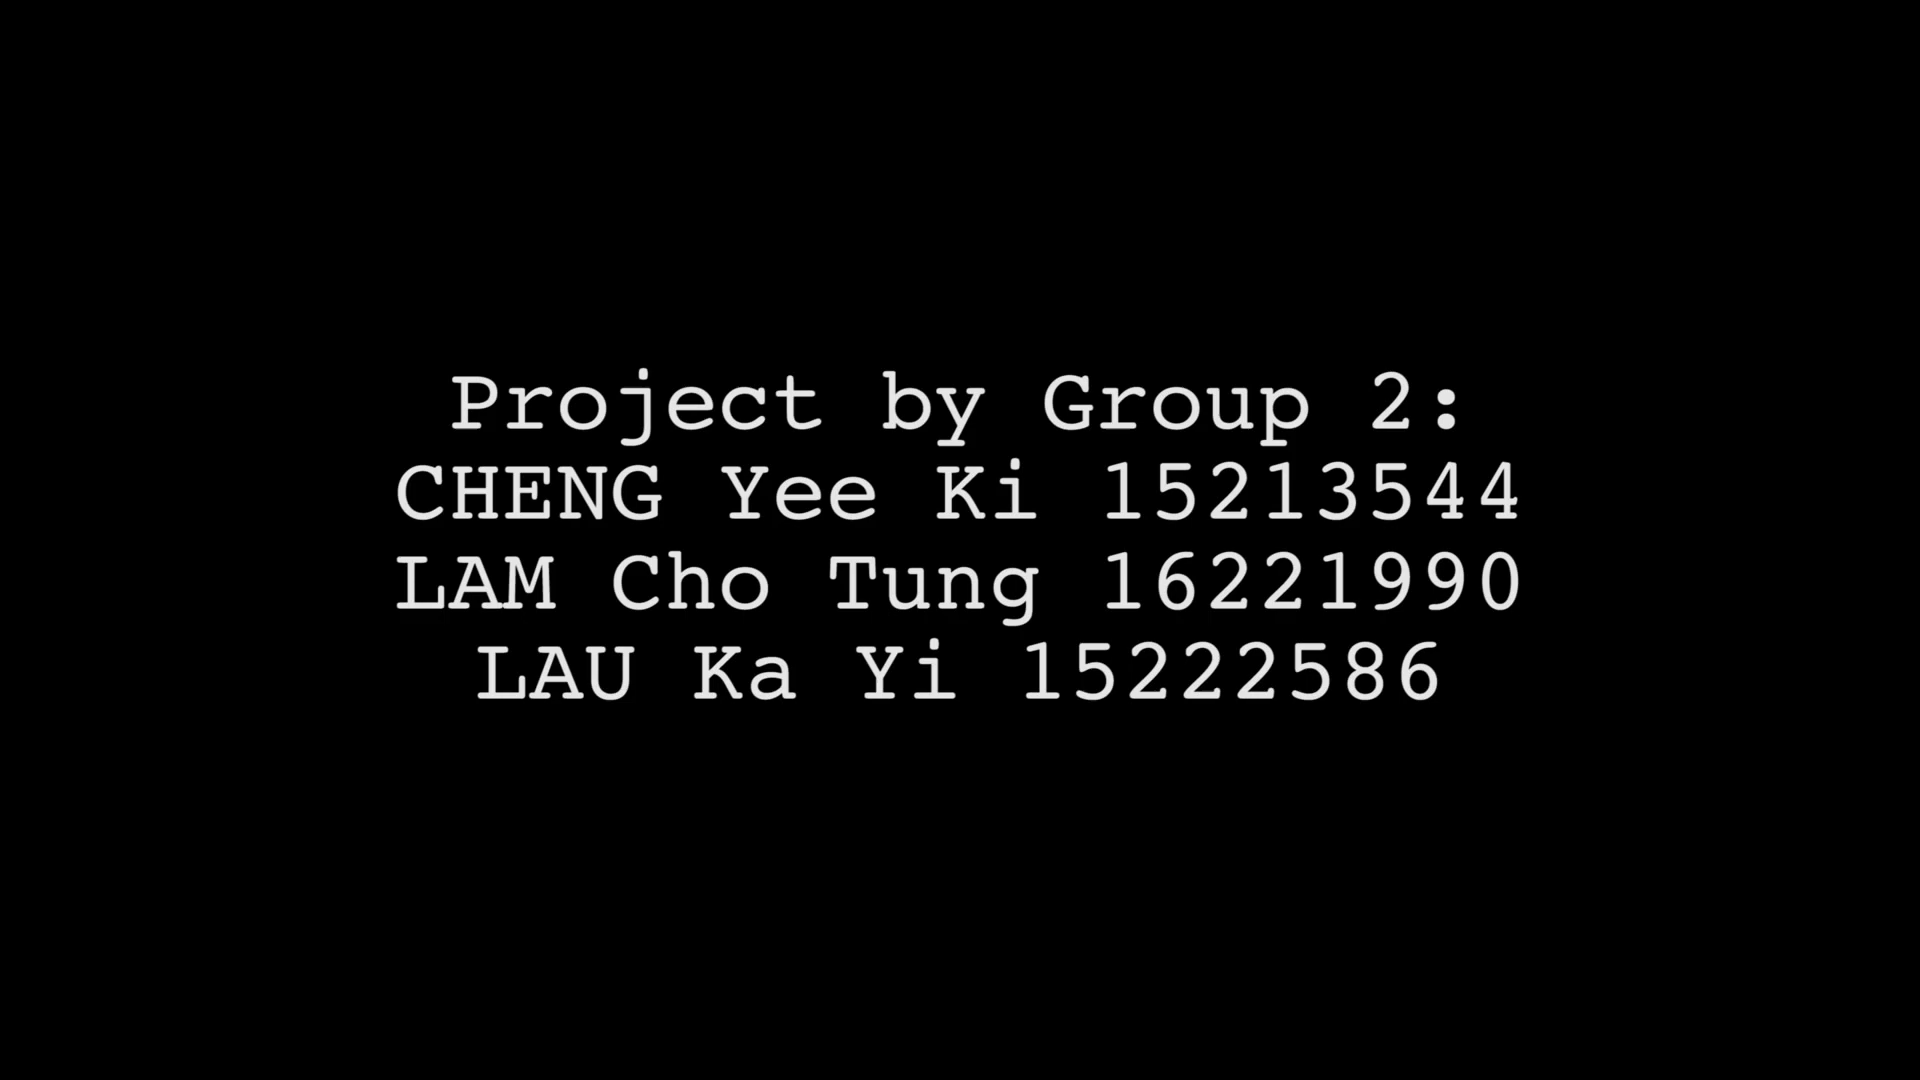 Project by Group 2:
CHENG Yee Ki 15213544
LAM Cho Tung 16221990
LAU Ka Yi 15222586